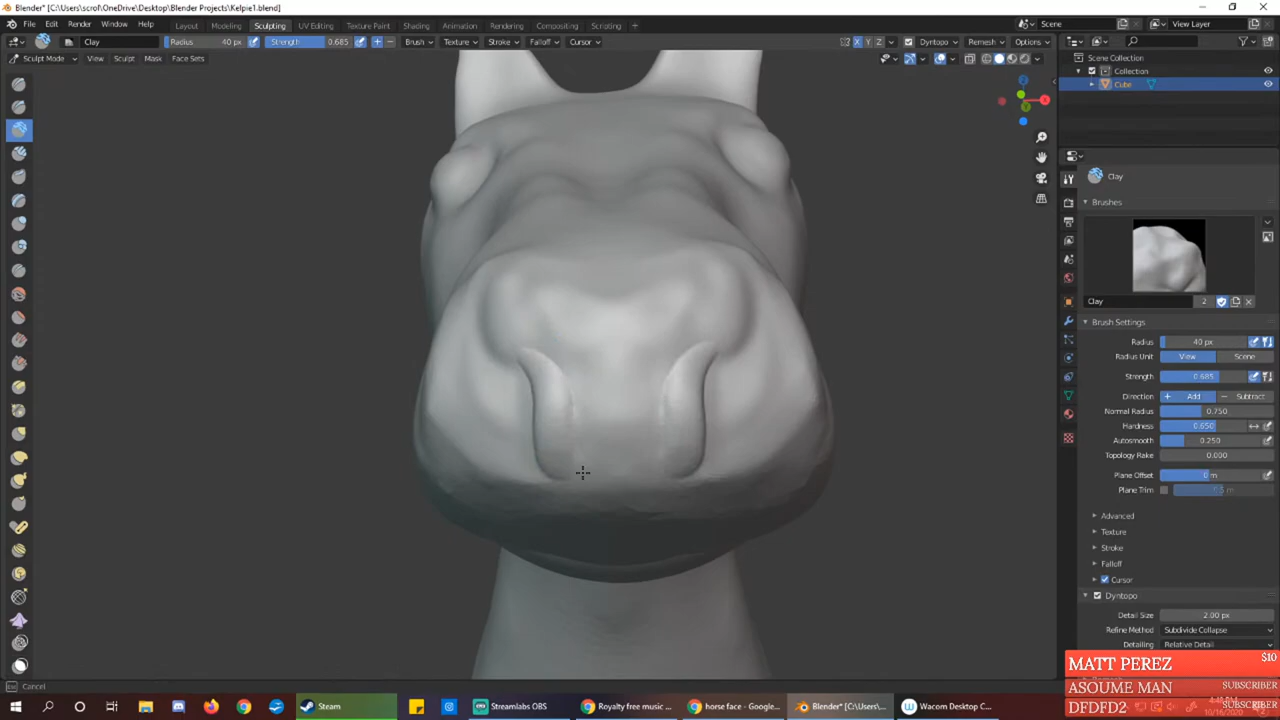 Blender* [C:\Users\scrof\OneDrive\Desktop\Blender Projects\Kelpie1.blend]
File Edit Render Window Help Layout Modeling Sculpting UV Editing Texture Paint Shading Animation Rendering Compositing Scripting + Scene View Layer
Clay Radius 40 px Strength 0.685 Brush Texture Stroke Falloff Cursor X Y Z Dyntopo Remesh Options
Sculpt Mode View Sculpt Mask Face Sets
Scene Collection
Collection
Cube
Clay
Brushes
Clay 2
Brush Settings
Radius 40 px
Radius Unit View Scene
Strength 0.685
Direction + Add − Subtract
Normal Radius 0.750
Hardness 0.650
Autosmooth 0.250
Topology Rake 0.000
Plane Offset 0 m
Plane Trim 0.5 m
Advanced
Texture
Stroke
Falloff
Cursor
Dyntopo
Detail Size 2.00 px
Refine Method Subdivide Collapse
Detailing Relative Detail
MATT PEREZ $10
ASOUME MAN SUBSCRIBER
DFDFD2 SUBSCRIBER
Cancel
Steam Streamlabs OBS Royalty free music ... horse face - Google... Blender* [C:\Users\... Wacom Desktop C...
10/16/2020